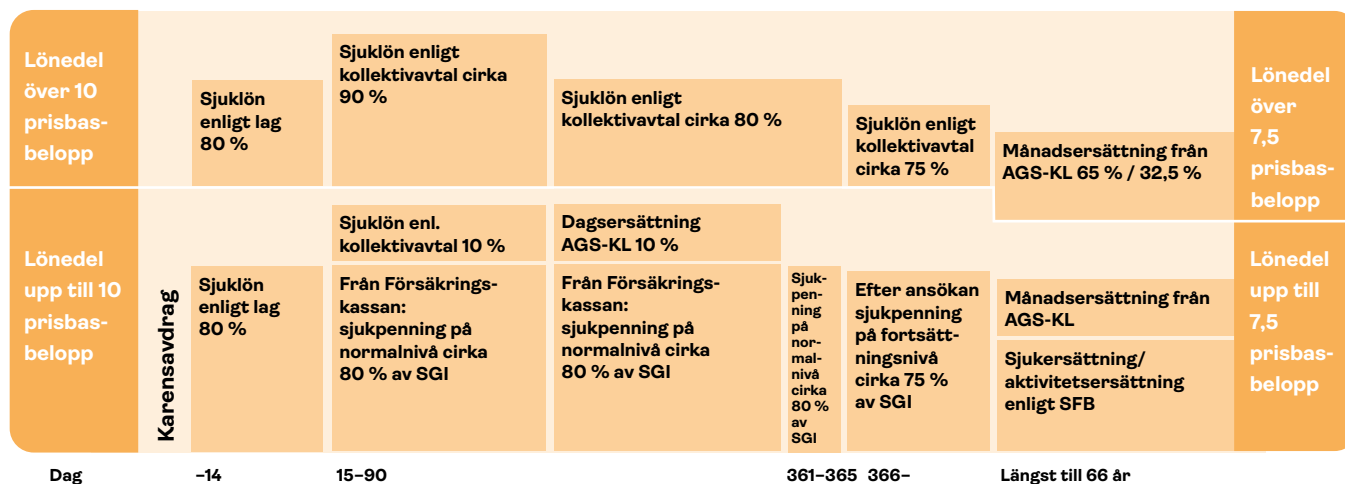 Lönedel
över 10
prisbas-
belopp
Sjuklön
enligt lag
80 %
Sjuklön enligt
kollektivavtal cirka
90 %
Sjuklön enligt
kollektivavtal cirka 80 %
Sjuklön enligt
kollektivavtal
cirka 75 %
Månadsersättning från
AGS-KL 65 % / 32,5 %
Lönedel
över
7,5
prisbas-
belopp
Lönedel
upp till 10
prisbas-
belopp
Karensavdrag
Sjuklön
enligt lag
80 %
Sjuklön enl.
kollektivavtal 10 %
Från Försäkrings-
kassan:
sjukpenning på
normalnivå cirka
80 % av SGI
Dagsersättning
AGS-KL 10 %
Från Försäkrings-
kassan:
sjukpenning på
normalnivå cirka
80 % av SGI
Sjuk-
pen-
ning
på
nor-
mal-
nivå
cirka
80 %
av
SGI
Efter ansökan
sjukpenning
på fortsätt-
ningsnivå
cirka 75 %
av SGI
Månadsersättning från
AGS-KL
Sjukersättning/
aktivitetsersättning
enligt SFB
Lönedel
upp till
7,5
prisbas-
belopp
Dag
–14
15–90
361–365
366–
Längst till 66 år